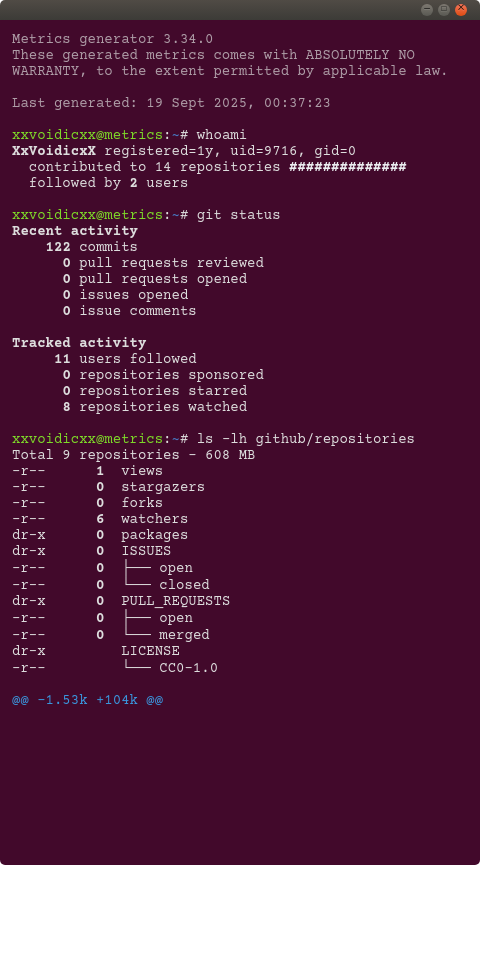 Metrics generator 3.34.0
These generated metrics comes with ABSOLUTELY NO
WARRANTY, to the extent permitted by applicable law.
Last generated: 19 Sept 2025, 00:37:23
xxvoidicxx@metrics:~# whoami
XxVoidicxX registered=1y, uid=9716, gid=0
  contributed to 14 repositories ##############
  followed by 2 users
xxvoidicxx@metrics:~# git status
Recent activity
    122 commits
      0 pull requests reviewed
      0 pull requests opened
      0 issues opened
      0 issue comments
Tracked activity
     11 users followed
      0 repositories sponsored
      0 repositories starred
      8 repositories watched
xxvoidicxx@metrics:~# ls -lh github/repositories
Total 9 repositories - 608 MB
-r--      1  views
-r--      0  stargazers
-r--      0  forks
-r--      6  watchers
dr-x      0  packages
dr-x      0  ISSUES
-r--      0  ├── open
-r--      0  └── closed
dr-x      0  PULL_REQUESTS
-r--      0  ├── open
-r--      0  └── merged
dr-x         LICENSE
-r--         └── CC0-1.0
@@ -1.53k +104k @@